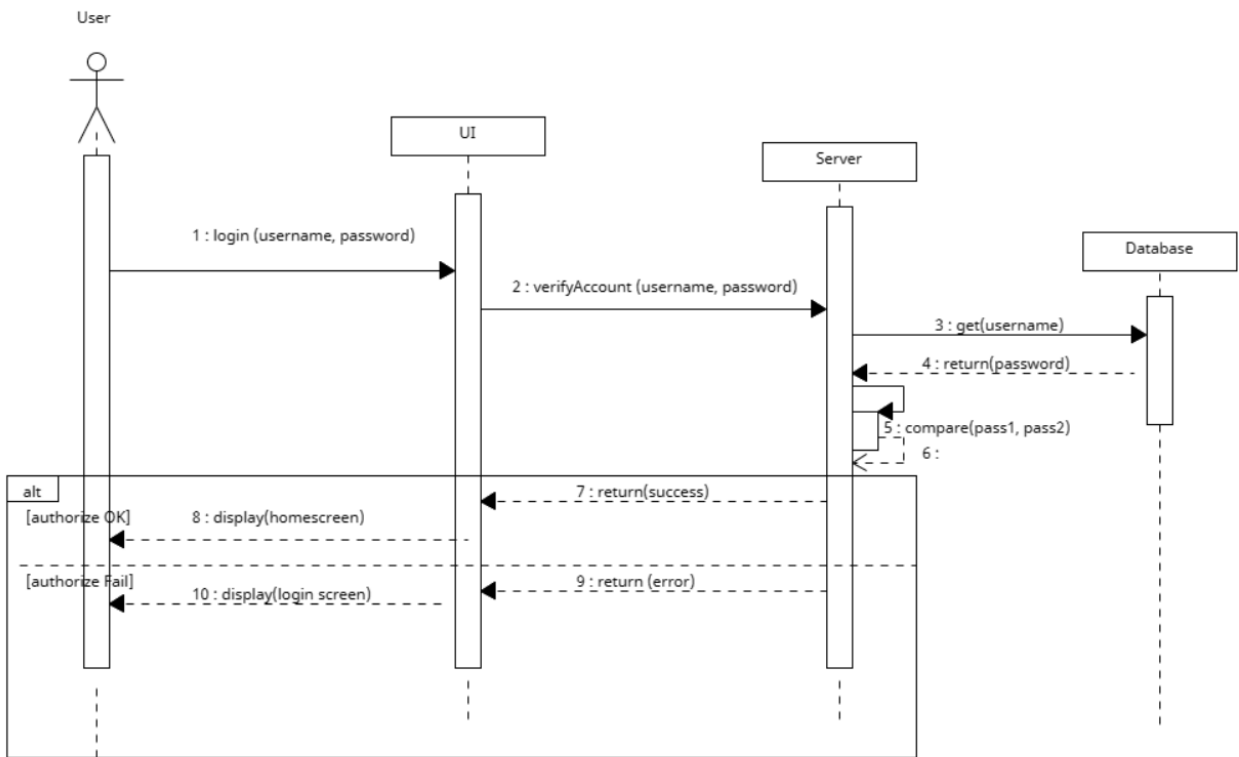 User
UI
Server
Database
1 : login (username, password)
2 : verifyAccount (username, password)
3 : get(username)
4 : return(password)
5 : compare(pass1, pass2)
6 :
alt
7 : return(success)
[authorize OK]
8 : display(homescreen)
[authorize Fail]
9 : return (error)
10 : display(login screen)